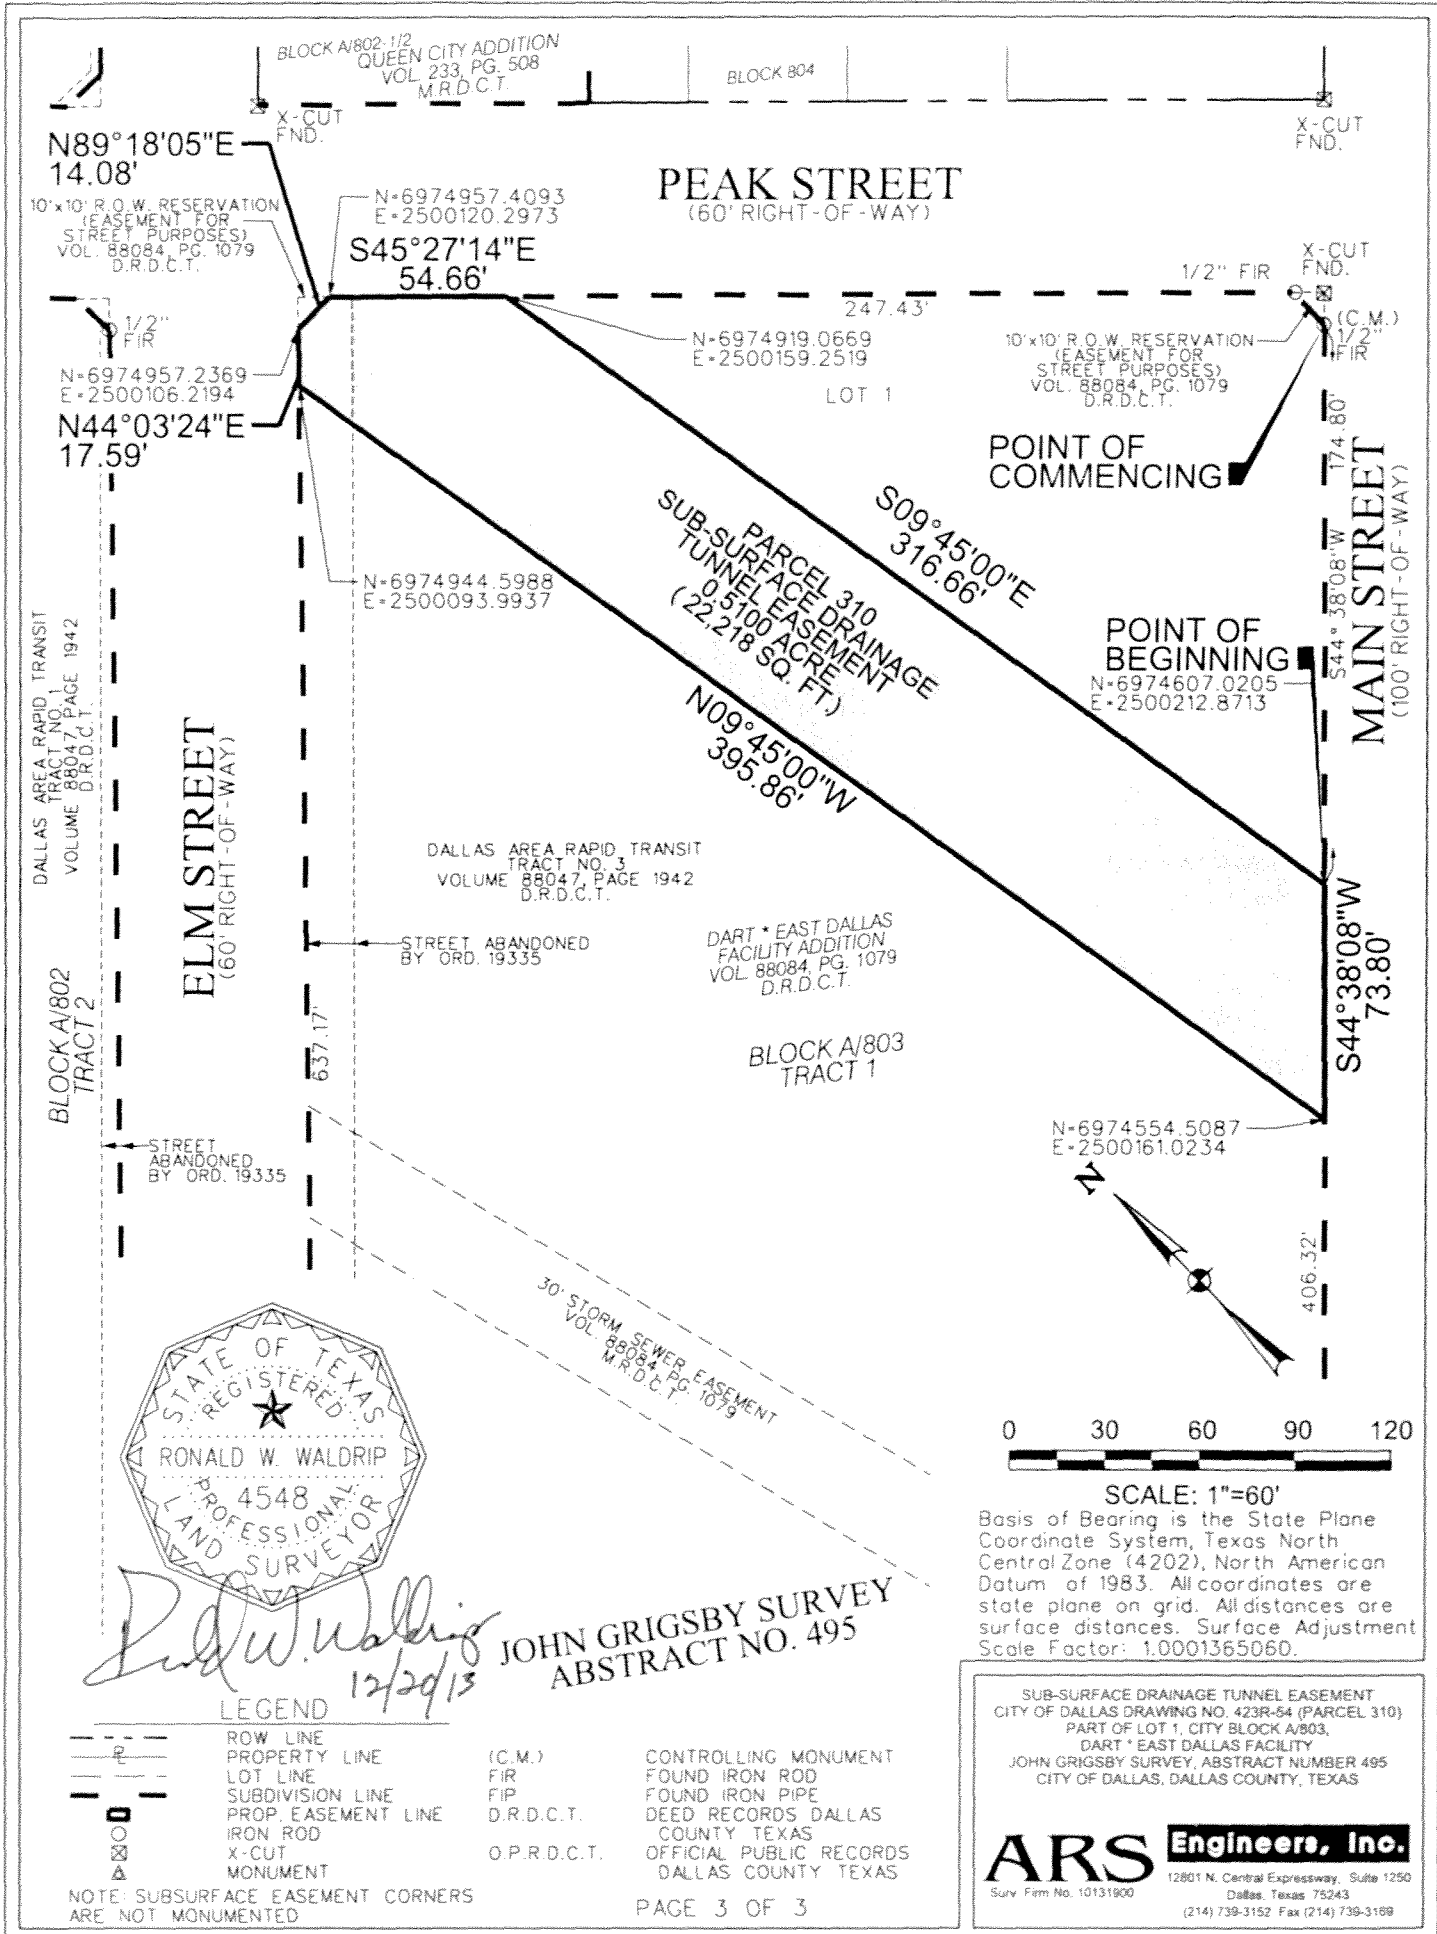 BLOCK A/802-1/2
QUEEN CITY ADDITION
VOL. 233, PG. 508
M.R.D.C.T.
BLOCK 804
X-CUT
FND.
X-CUT
FND.
N89°18'05"E
14.08'
10'x10' R.O.W. RESERVATION
(EASEMENT FOR
STREET PURPOSES)
VOL. 88084, PG. 1079
D.R.D.C.T.
N=6974957.4093
E=2500120.2973
PEAK STREET
(60' RIGHT-OF-WAY)
S45°27'14"E
54.66'
1/2" FIR
X-CUT
FND.
247.43'
1/2"
FIR
N=6974919.0669
E=2500159.2519
LOT 1
10'x10' R.O.W. RESERVATION
(EASEMENT FOR
STREET PURPOSES)
VOL. 88084, PG. 1079
D.R.D.C.T.
(C.M.)
1/2"
FIR
N=6974957.2369
E=2500106.2194
N44°03'24"E
17.59'
POINT OF
COMMENCING
S44°38'08"W 174.80'
MAIN STREET
(100' RIGHT-OF-WAY)
S09°45'00"E
316.66'
PARCEL 310
SUB-SURFACE DRAINAGE
TUNNEL EASEMENT
0.5100 ACRE
(22,218 SQ. FT.)
N=6974944.5988
E=2500093.9937
POINT OF
BEGINNING
N=6974607.0205
E=2500212.8713
N09°45'00"W
395.86'
DALLAS AREA RAPID TRANSIT
TRACT NO. 1
VOLUME 88047, PAGE 1942
D.R.D.C.T.
ELM STREET
(60' RIGHT-OF-WAY)
DALLAS AREA RAPID TRANSIT
TRACT NO. 3
VOLUME 88047, PAGE 1942
D.R.D.C.T.
STREET ABANDONED
BY ORD. 19335
DART * EAST DALLAS
FACILITY ADDITION
VOL. 88084, PG. 1079
D.R.D.C.T.
S44°38'08"W
73.80'
BLOCK A/802
TRACT 2
637.17'
BLOCK A/803
TRACT 1
N=6974554.5087
E=2500161.0234
STREET
ABANDONED
BY ORD. 19335
N
406.32'
30' STORM SEWER EASEMENT
VOL. 88084, PG. 1079
M.R.D.C.T.
STATE OF TEXAS
REGISTERED
RONALD W. WALDRIP
4548
PROFESSIONAL
LAND SURVEYOR
0 30 60 90 120
SCALE: 1"=60'
Basis of Bearing is the State Plane
Coordinate System, Texas North
Central Zone (4202), North American
Datum of 1983. All coordinates are
state plane on grid. All distances are
surface distances. Surface Adjustment
Scale Factor: 1.0001365060.
Ronald W. Waldrip
12/20/13
JOHN GRIGSBY SURVEY
ABSTRACT NO. 495
LEGEND
ROW LINE
PROPERTY LINE
LOT LINE
SUBDIVISION LINE
PROP. EASEMENT LINE
IRON ROD
X-CUT
MONUMENT
(C.M.) CONTROLLING MONUMENT
FIR FOUND IRON ROD
FIP FOUND IRON PIPE
D.R.D.C.T. DEED RECORDS DALLAS
COUNTY TEXAS
O.P.R.D.C.T. OFFICIAL PUBLIC RECORDS
DALLAS COUNTY TEXAS
NOTE: SUBSURFACE EASEMENT CORNERS
ARE NOT MONUMENTED
PAGE 3 OF 3
SUB-SURFACE DRAINAGE TUNNEL EASEMENT
CITY OF DALLAS DRAWING NO. 423R-54 (PARCEL 310)
PART OF LOT 1, CITY BLOCK A/803,
DART * EAST DALLAS FACILITY
JOHN GRIGSBY SURVEY, ABSTRACT NUMBER 495
CITY OF DALLAS, DALLAS COUNTY, TEXAS
ARS
Engineers, Inc.
Surv. Firm No. 10131900
12801 N. Central Expressway, Suite 1250
Dallas, Texas 75243
(214) 739-3152 Fax (214) 739-3169